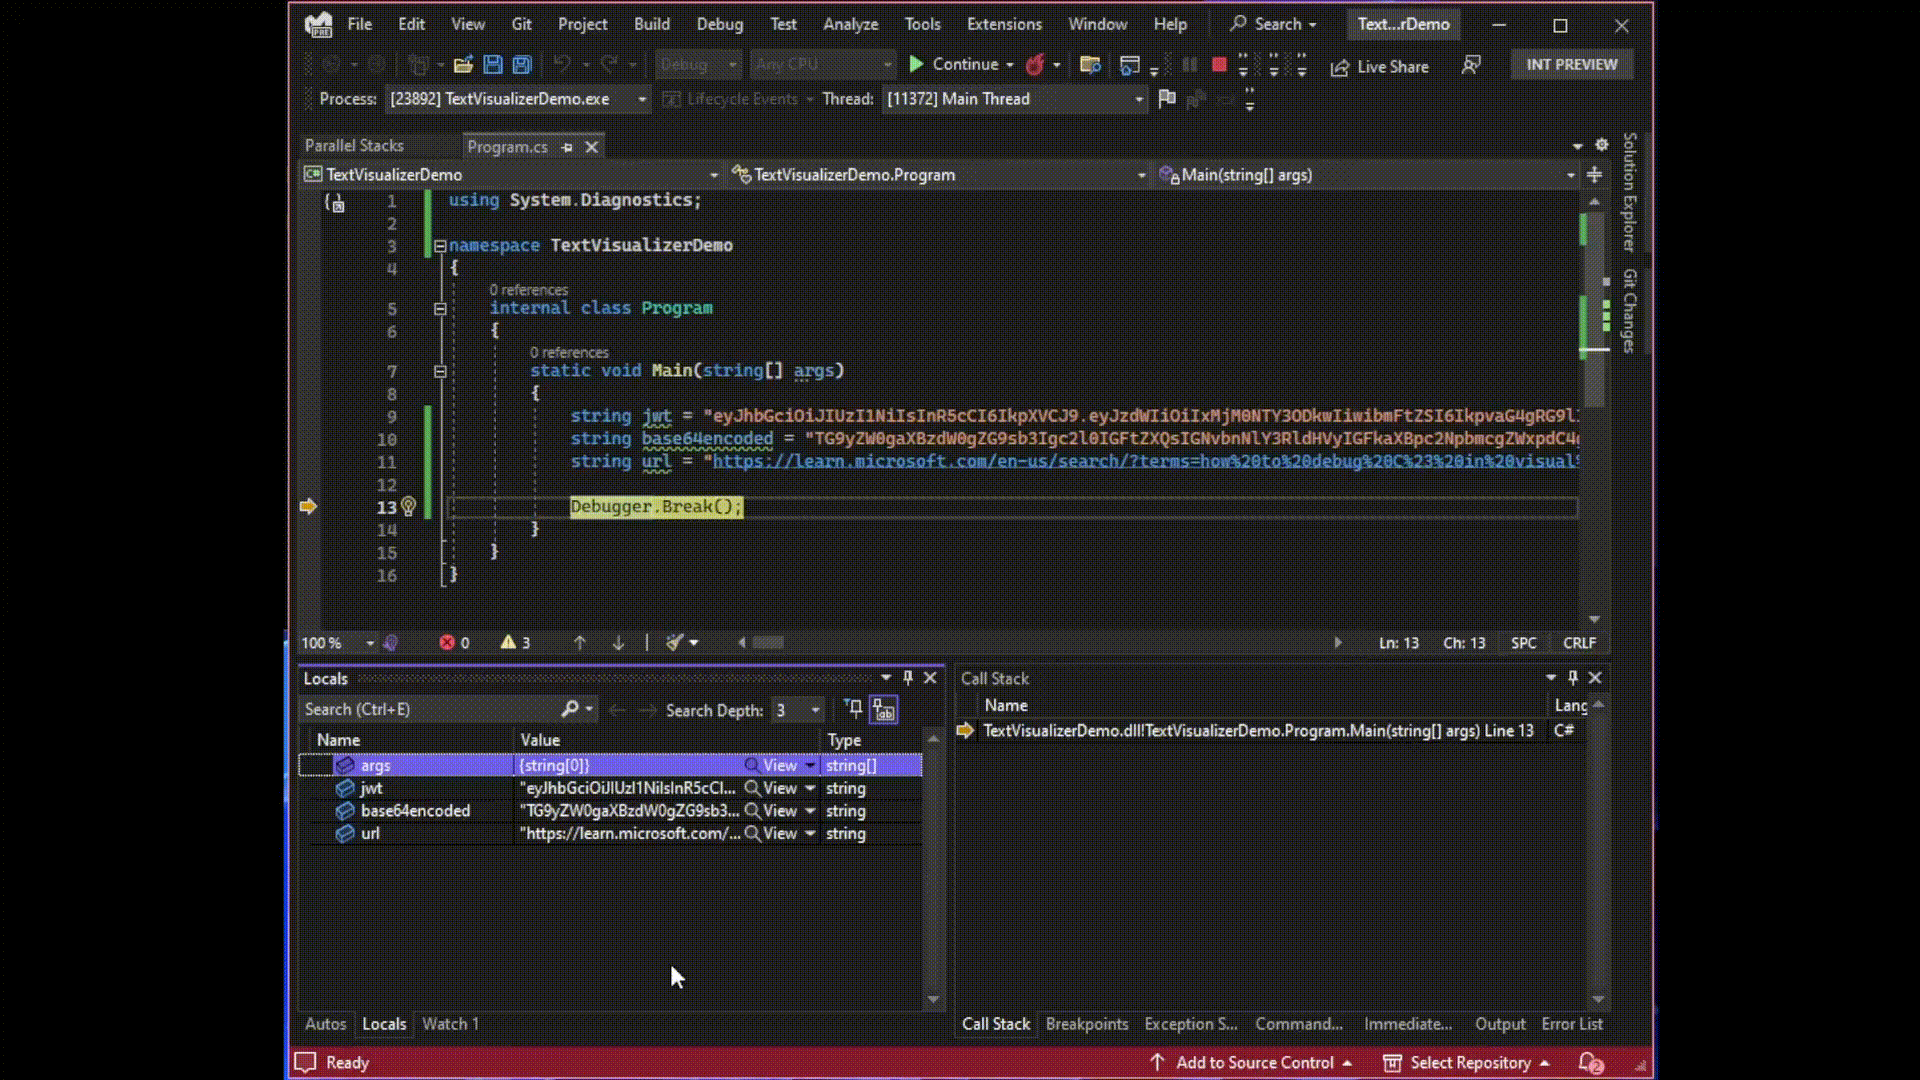 File Edit View Git Project Build Debug Test Analyze Tools Extensions Window Help Search Text...rDemo
Debug Any CPU Continue Live Share INT PREVIEW
Process: [23892] TextVisualizerDemo.exe Lifecycle Events Thread: [11372] Main Thread
Parallel Stacks Program.cs
TextVisualizerDemo TextVisualizerDemo.Program Main(string[] args)
Solution Explorer
Git Changes
1 using System.Diagnostics;
2
3 namespace TextVisualizerDemo
4 {
0 references
5 internal class Program
6 {
0 references
7 static void Main(string[] args)
8 {
9 string jwt = "eyJhbGciOiJIUzI1NiIsInR5cCI6IkpXVCJ9.eyJzdWIiOiIxMjM0NTY3ODkwIiwibmFtZSI6IkpvaG4gRG9lI
10 string base64encoded = "TG9yZW0gaXBzdW0gZG9sb3Igc2l0IGFtZXQsIGNvbnNlY3RldHVyIGFkaXBpc2NpbmcgZWxpdC4g
11 string url = "https://learn.microsoft.com/en-us/search/?terms=how%20to%20debug%20C%23%20in%20visual%
12
13 Debugger.Break();
14 }
15 }
16 }
100 % 0 3 Ln: 13 Ch: 13 SPC CRLF
Locals
Search (Ctrl+E) Search Depth: 3
Name Value Type
args {string[0]} View string[]
jwt "eyJhbGciOiJIUzI1NiIsInR5cCI... View string
base64encoded "TG9yZW0gaXBzdW0gZG9sb3... View string
url "https://learn.microsoft.com/... View string
Autos Locals Watch 1
Call Stack
Name Lang
TextVisualizerDemo.dll!TextVisualizerDemo.Program.Main(string[] args) Line 13 C#
Call Stack Breakpoints Exception S... Command... Immediate... Output Error List
Ready Add to Source Control Select Repository 2